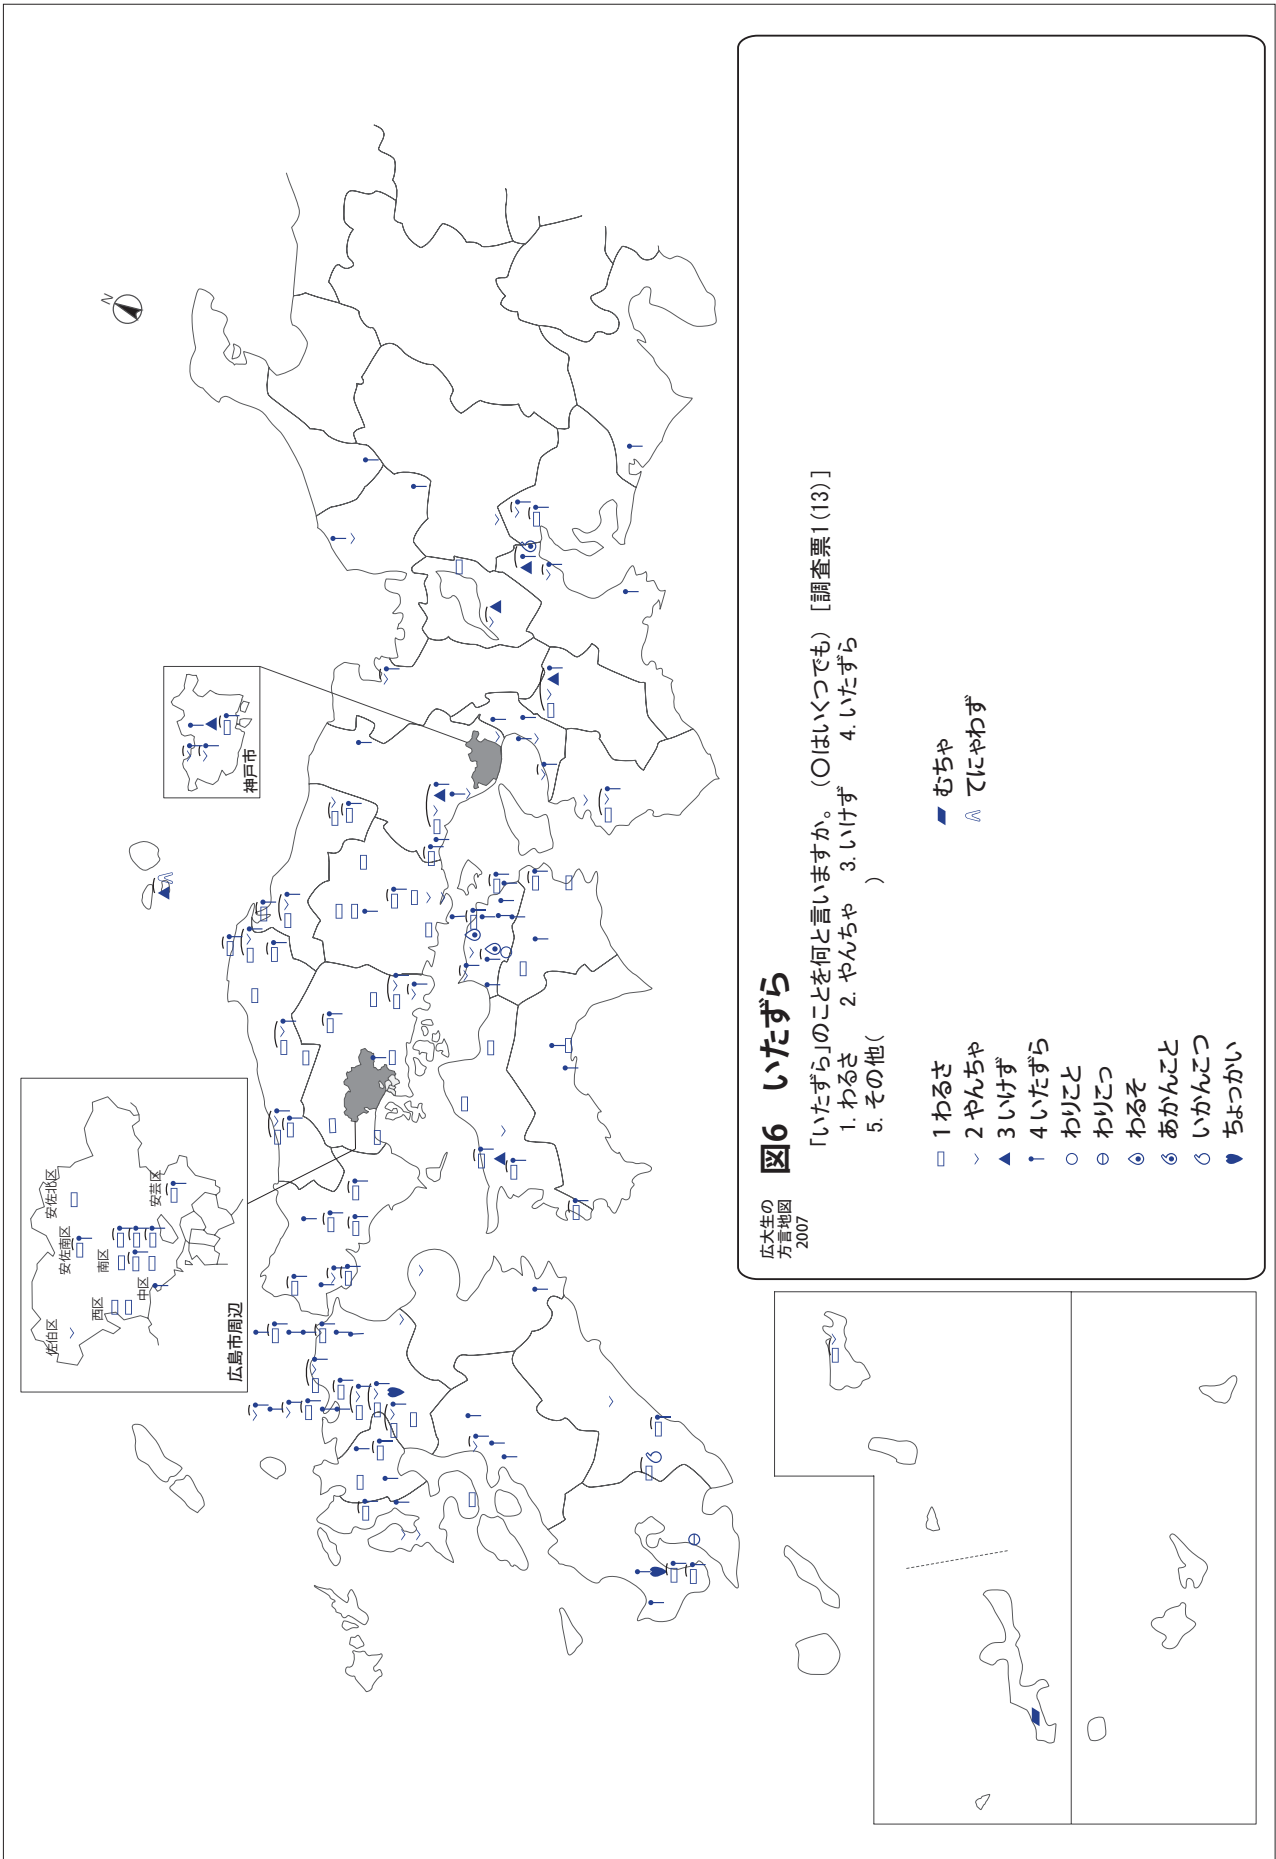 広大生の
方言地図
2007
図6 いたずら
「いたずら」のことを何と言いますか。（○はいくつでも） [調査票1(13)]
1. わるさ 2. やんちゃ 3. いけず 4. いたずら
5. その他( )
1 わるさ
2 やんちゃ
3 いけず
4 いたずら
わりこと
わりこっ
わるそ
あかんこと
いかんこつ
ちょっかい
むちゃ
てにゃわず
広島市周辺
佐伯区
西区
中区
南区
安佐南区
安佐北区
安芸区
神戸市
N